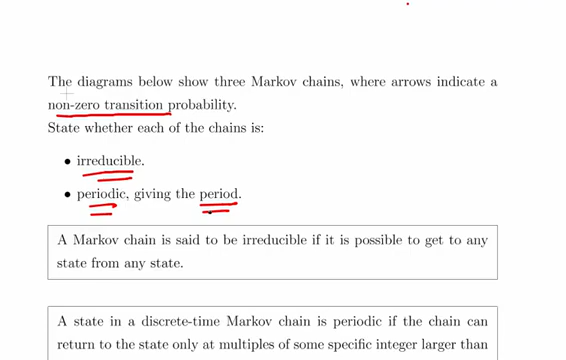 The diagrams below show three Markov chains, where arrows indicate a
non-zero transition probability.
State whether each of the chains is:
• irreducible.
• periodic, giving the period.
A Markov chain is said to be irreducible if it is possible to get to any
state from any state.
A state in a discrete-time Markov chain is periodic if the chain can
return to the state only at multiples of some specific integer larger than